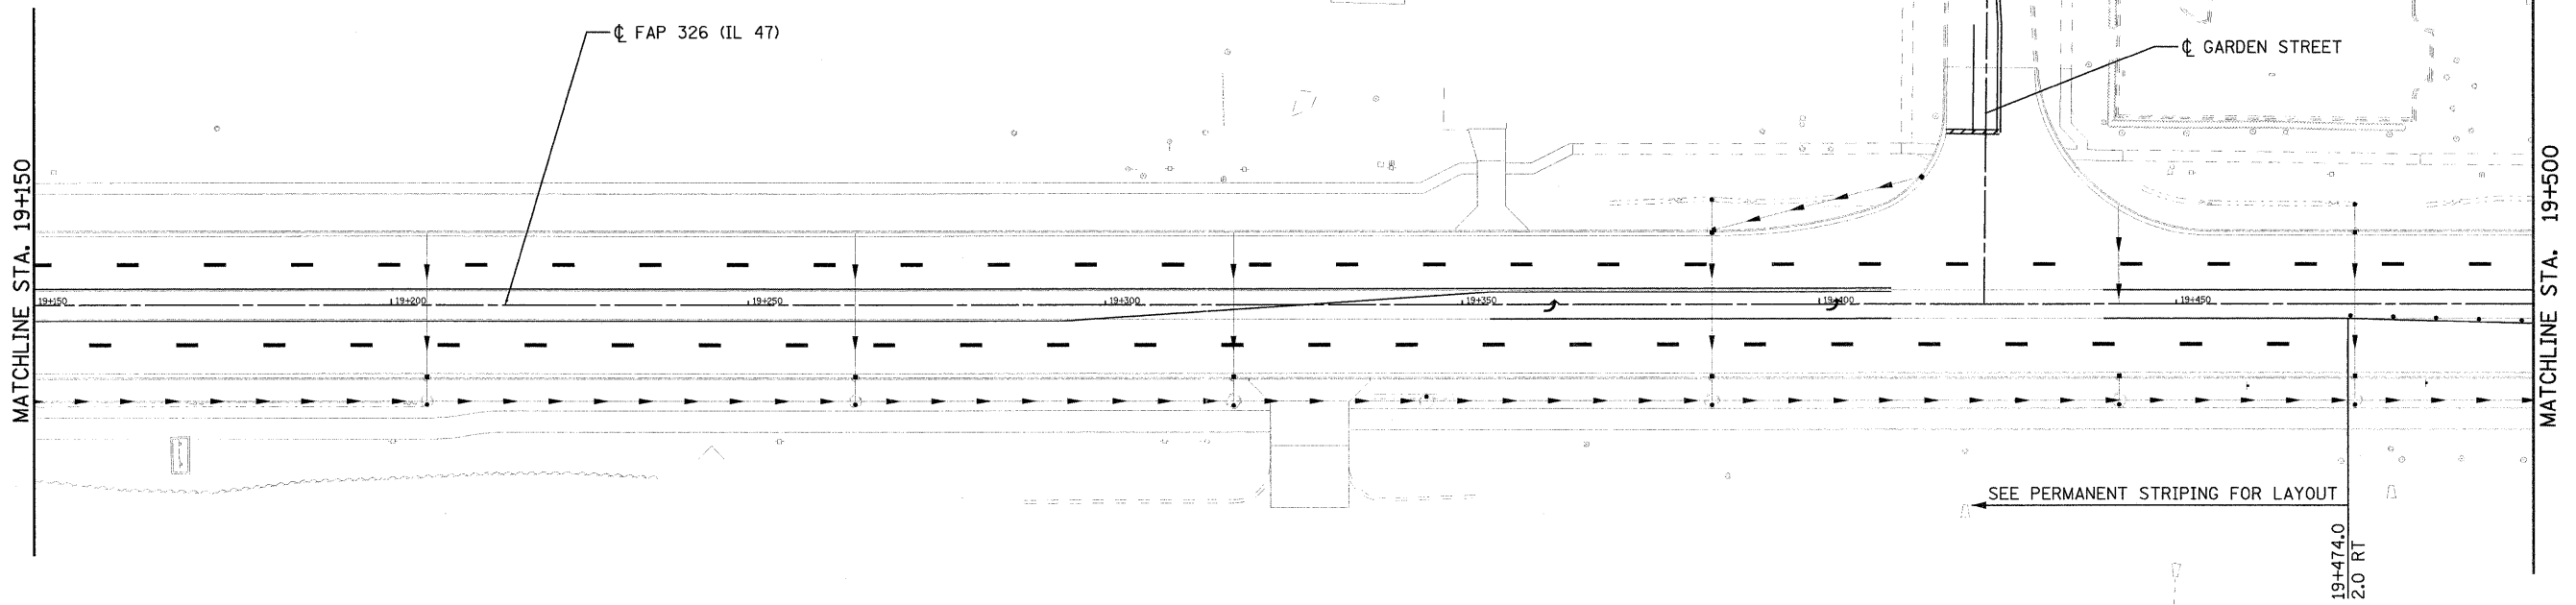 MATCHLINE STA. 19+150
℄ FAP 326 (IL 47)
℄ GARDEN STREET
19+150
19+200
19+250
19+300
19+350
19+400
19+450
MATCHLINE STA. 19+500
SEE PERMANENT STRIPING FOR LAYOUT
19+474.0
2.0 RT